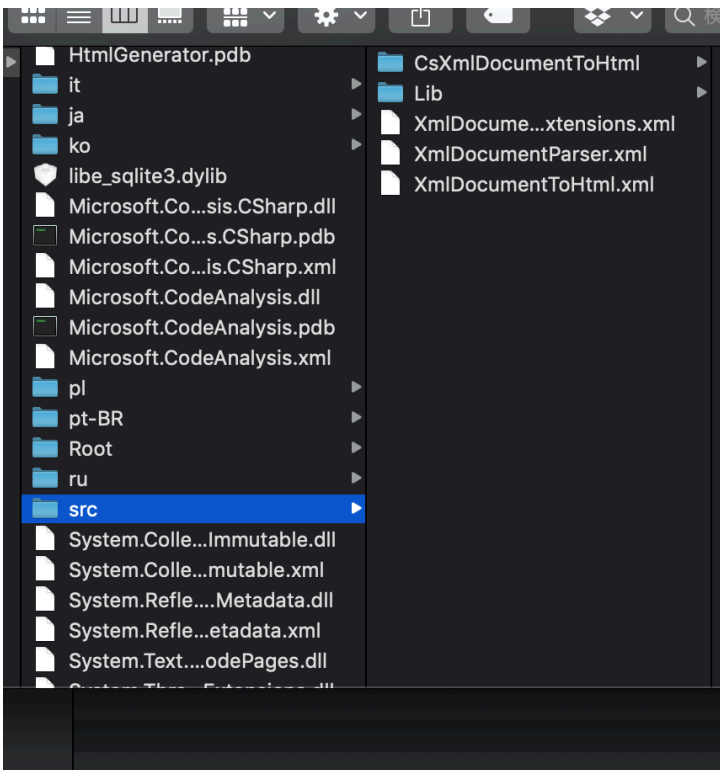 HtmlGenerator.pdb
it
ja
ko
libe_sqlite3.dylib
Microsoft.Co...sis.CSharp.dll
Microsoft.Co...s.CSharp.pdb
Microsoft.Co...is.CSharp.xml
Microsoft.CodeAnalysis.dll
Microsoft.CodeAnalysis.pdb
Microsoft.CodeAnalysis.xml
pl
pt-BR
Root
ru
src
System.Colle...Immutable.dll
System.Colle...mutable.xml
System.Refle....Metadata.dll
System.Refle...etadata.xml
System.Text....odePages.dll
CsXmlDocumentToHtml
Lib
XmlDocume...xtensions.xml
XmlDocumentParser.xml
XmlDocumentToHtml.xml